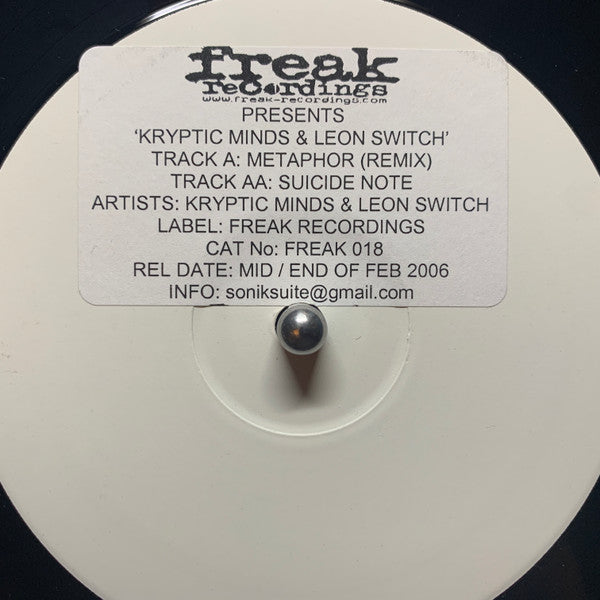 freak
recordings
www.freak-recordings.com
PRESENTS
'KRYPTIC MINDS & LEON SWITCH'
TRACK A: METAPHOR (REMIX)
TRACK AA: SUICIDE NOTE
ARTISTS: KRYPTIC MINDS & LEON SWITCH
LABEL: FREAK RECORDINGS
CAT No: FREAK 018
REL DATE: MID / END OF FEB 2006
INFO: soniksuite@gmail.com